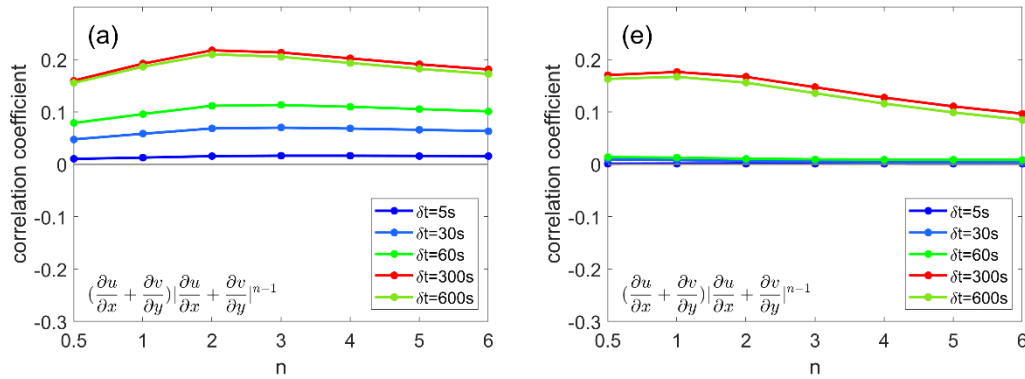 (a)
correlation coefficient
0.2
0.1
0
-0.1
-0.2
-0.3
δt=5s
δt=30s
δt=60s
δt=300s
δt=600s
(∂u/∂x + ∂v/∂y)|∂u/∂x + ∂v/∂y|^{n-1}
0.5 1 2 3 4 5 6
n
(e)
correlation coefficient
0.2
0.1
0
-0.1
-0.2
-0.3
δt=5s
δt=30s
δt=60s
δt=300s
δt=600s
(∂u/∂x + ∂v/∂y)|∂u/∂x + ∂v/∂y|^{n-1}
0.5 1 2 3 4 5 6
n